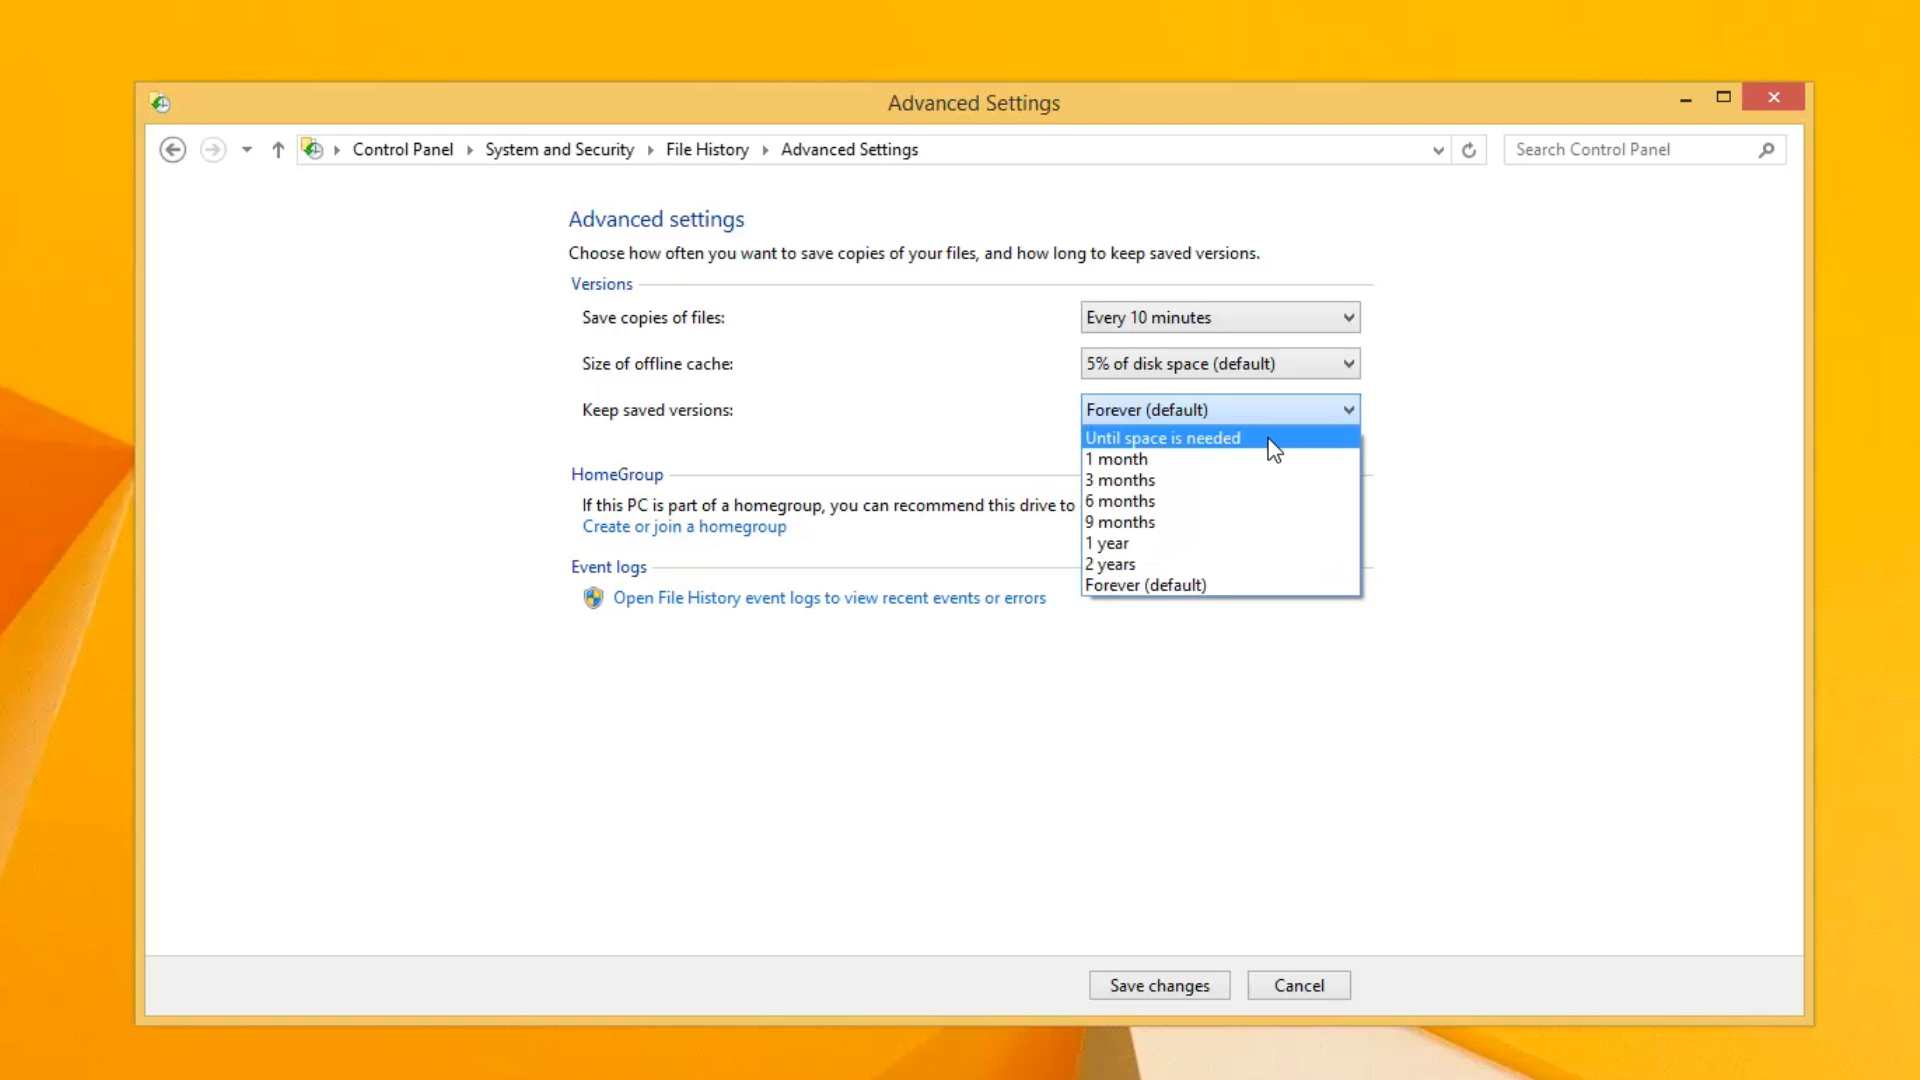 Advanced Settings
Control Panel System and Security File History Advanced Settings
Search Control Panel
Advanced settings
Choose how often you want to save copies of your files, and how long to keep saved versions.
Versions
Save copies of files: Every 10 minutes
Size of offline cache: 5% of disk space (default)
Keep saved versions: Forever (default)
Until space is needed
1 month
3 months
6 months
9 months
1 year
2 years
Forever (default)
HomeGroup
If this PC is part of a homegroup, you can recommend this drive to
Create or join a homegroup
Event logs
Open File History event logs to view recent events or errors
Save changes Cancel